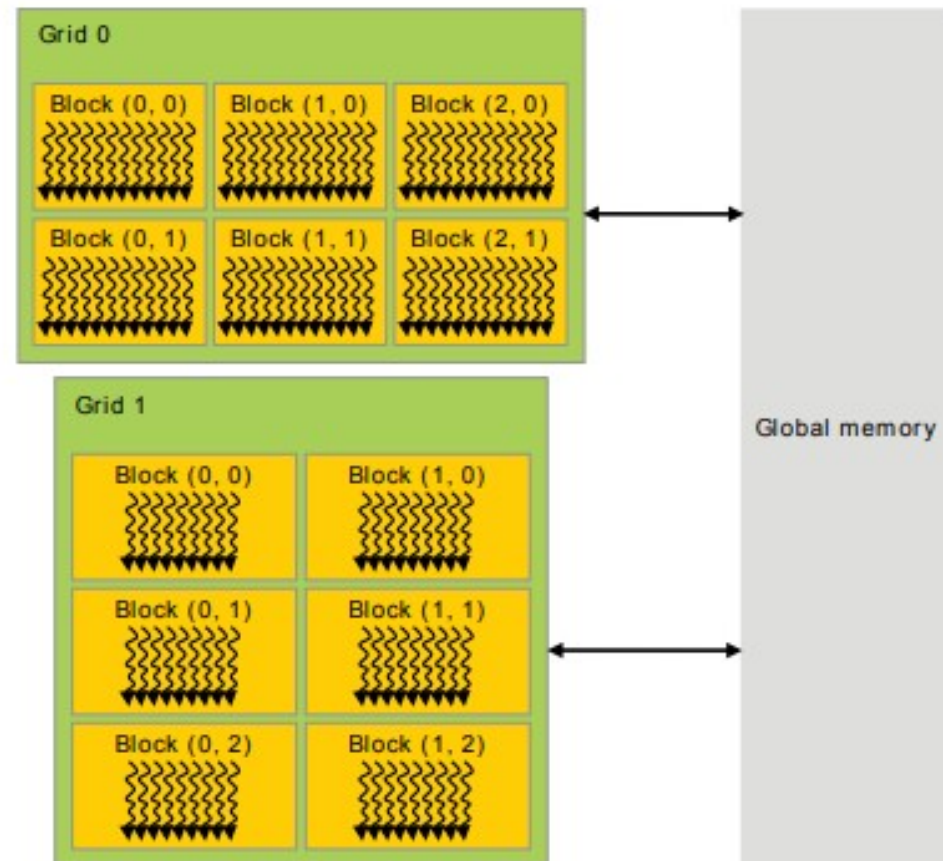 Grid 0
Block (0, 0) Block (1, 0) Block (2, 0)
Block (0, 1) Block (1, 1) Block (2, 1)
Grid 1
Global memory
Block (0, 0) Block (1, 0)
Block (0, 1) Block (1, 1)
Block (0, 2) Block (1, 2)